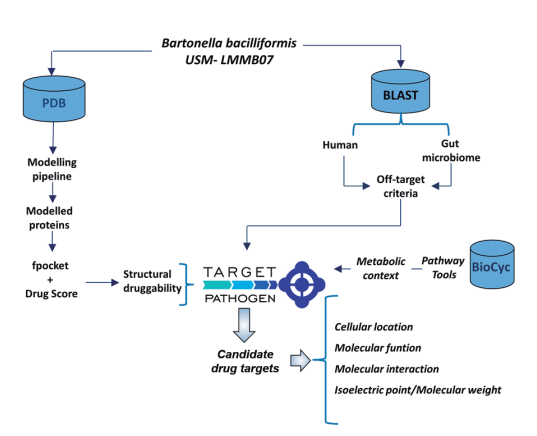 Bartonella bacilliformis
USM- LMMB07
PDB
BLAST
Human
Gut
microbiome
Modelling
pipeline
Off-target
criteria
Modelled
proteins
fpocket
+
Drug Score
Structural
druggability
TARGET
PATHOGEN
Metabolic
context
Pathway
Tools
BioCyc
Candidate
drug targets
Cellular location
Molecular funtion
Molecular interaction
Isoelectric point/Molecular weight